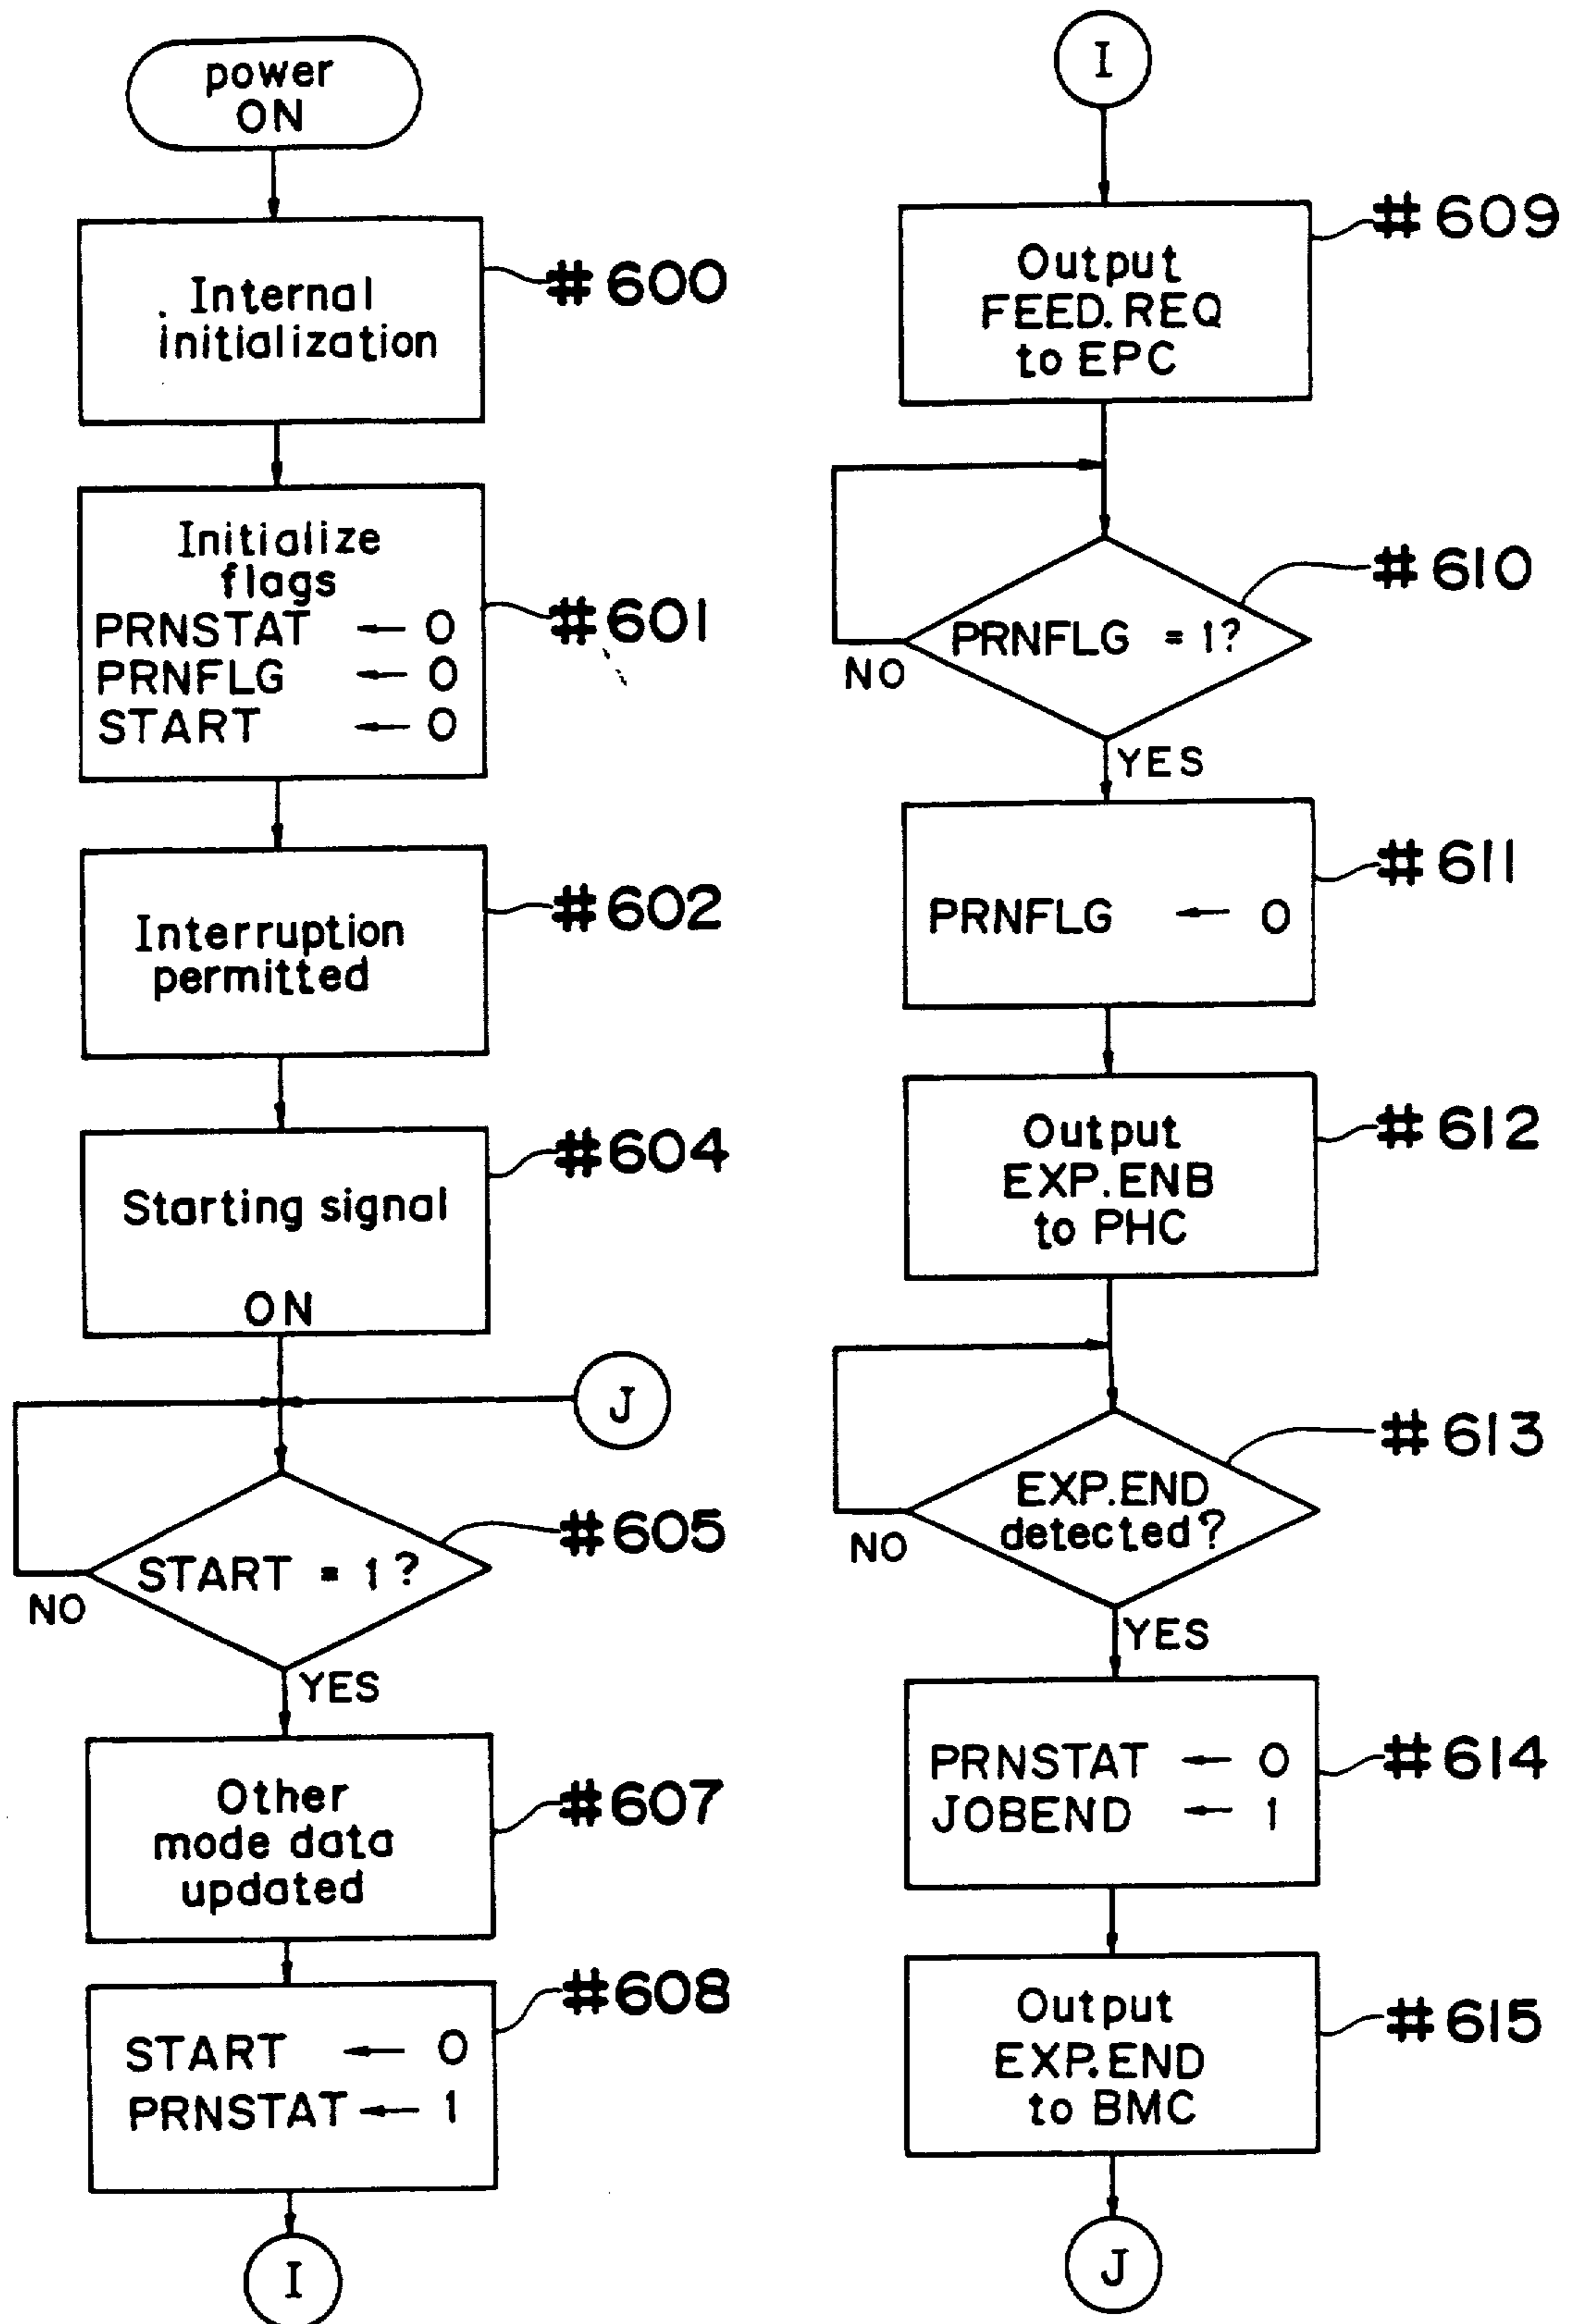 power
ON
Internal
initialization
#600
Initialize
flags
PRNSTAT ← 0
PRNFLG ← 0
START ← 0
#601
Interruption
permitted
#602
Starting signal
ON
#604
J
START = 1?
#605
NO
YES
Other
mode data
updated
#607
START ← 0
PRNSTAT ← 1
#608
I
I
Output
FEED.REQ
to EPC
#609
PRNFLG = 1?
#610
NO
YES
PRNFLG ← 0
#611
Output
EXP.ENB
to PHC
#612
EXP.END
detected?
#613
NO
YES
PRNSTAT ← 0
JOBEND ← 1
#614
Output
EXP.END
to BMC
#615
J